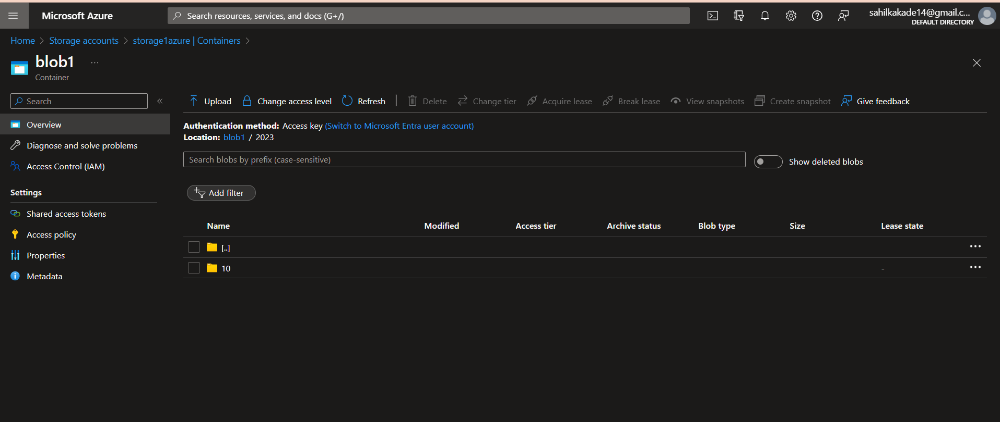 Microsoft Azure
Search resources, services, and docs (G+/)
sahilkakade14@gmail.c...
DEFAULT DIRECTORY
Home > Storage accounts > storage1azure | Containers >
blob1 ...
Container
Search «
Upload Change access level Refresh | Delete Change tier Acquire lease Break lease View snapshots Create snapshot Give feedback
Overview
Diagnose and solve problems
Access Control (IAM)
Settings
Shared access tokens
Access policy
Properties
Metadata
Authentication method: Access key (Switch to Microsoft Entra user account)
Location: blob1 / 2023
Search blobs by prefix (case-sensitive)
Show deleted blobs
Add filter
Name Modified Access tier Archive status Blob type Size Lease state
[..] •••
10 - •••